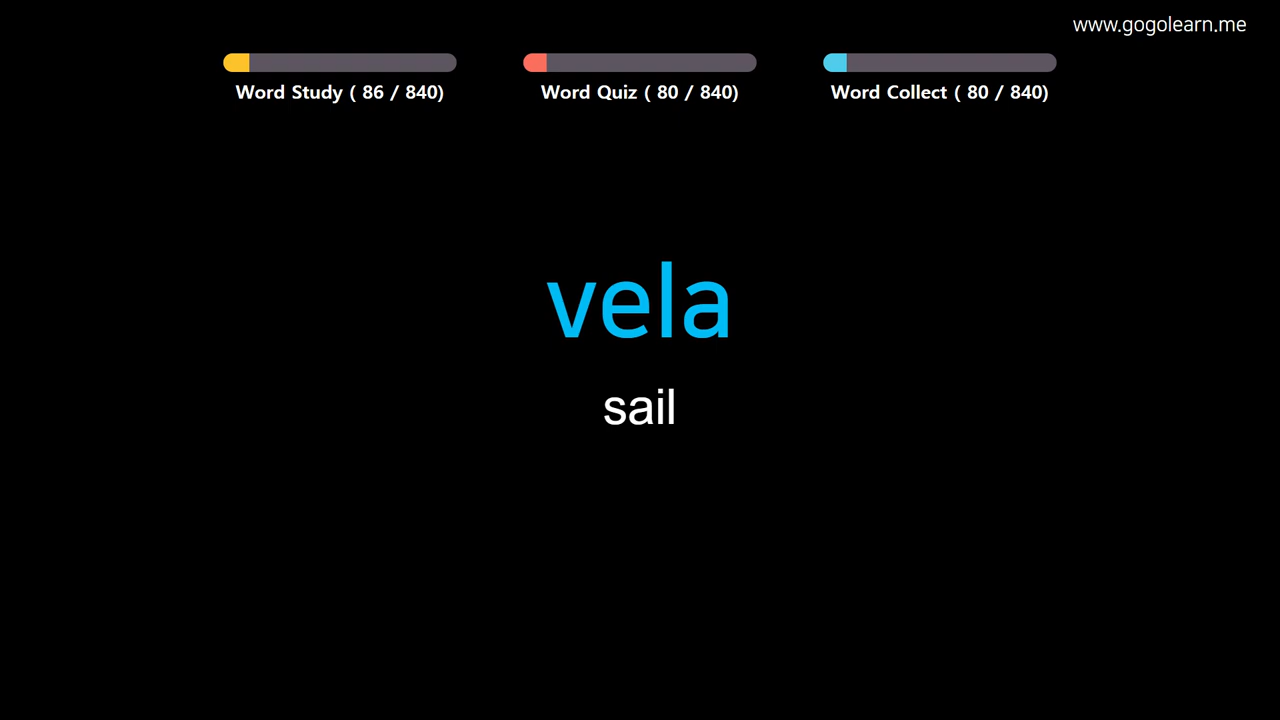 www.gogolearn.me
Word Study ( 86 / 840)
Word Quiz ( 80 / 840)
Word Collect ( 80 / 840)
vela
sail